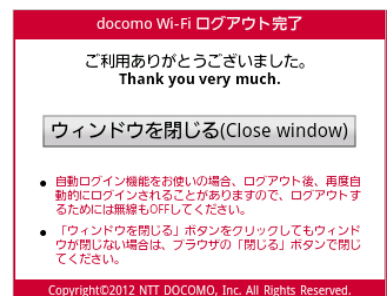 docomo Wi-Fi ログアウト完了
ご利用ありがとうございました。
Thank you very much.
ウィンドウを閉じる(Close window)
● 自動ログイン機能をお使いの場合、ログアウト後、再度自
動的にログインされることがありますので、ログアウトす
るためには無線もOFFしてください。
● 「ウィンドウを閉じる」ボタンをクリックしてもウィンド
ウが閉じない場合は、ブラウザの「閉じる」ボタンで閉じ
てください。
Copyright©2012 NTT DOCOMO, Inc. All Rights Reserved.